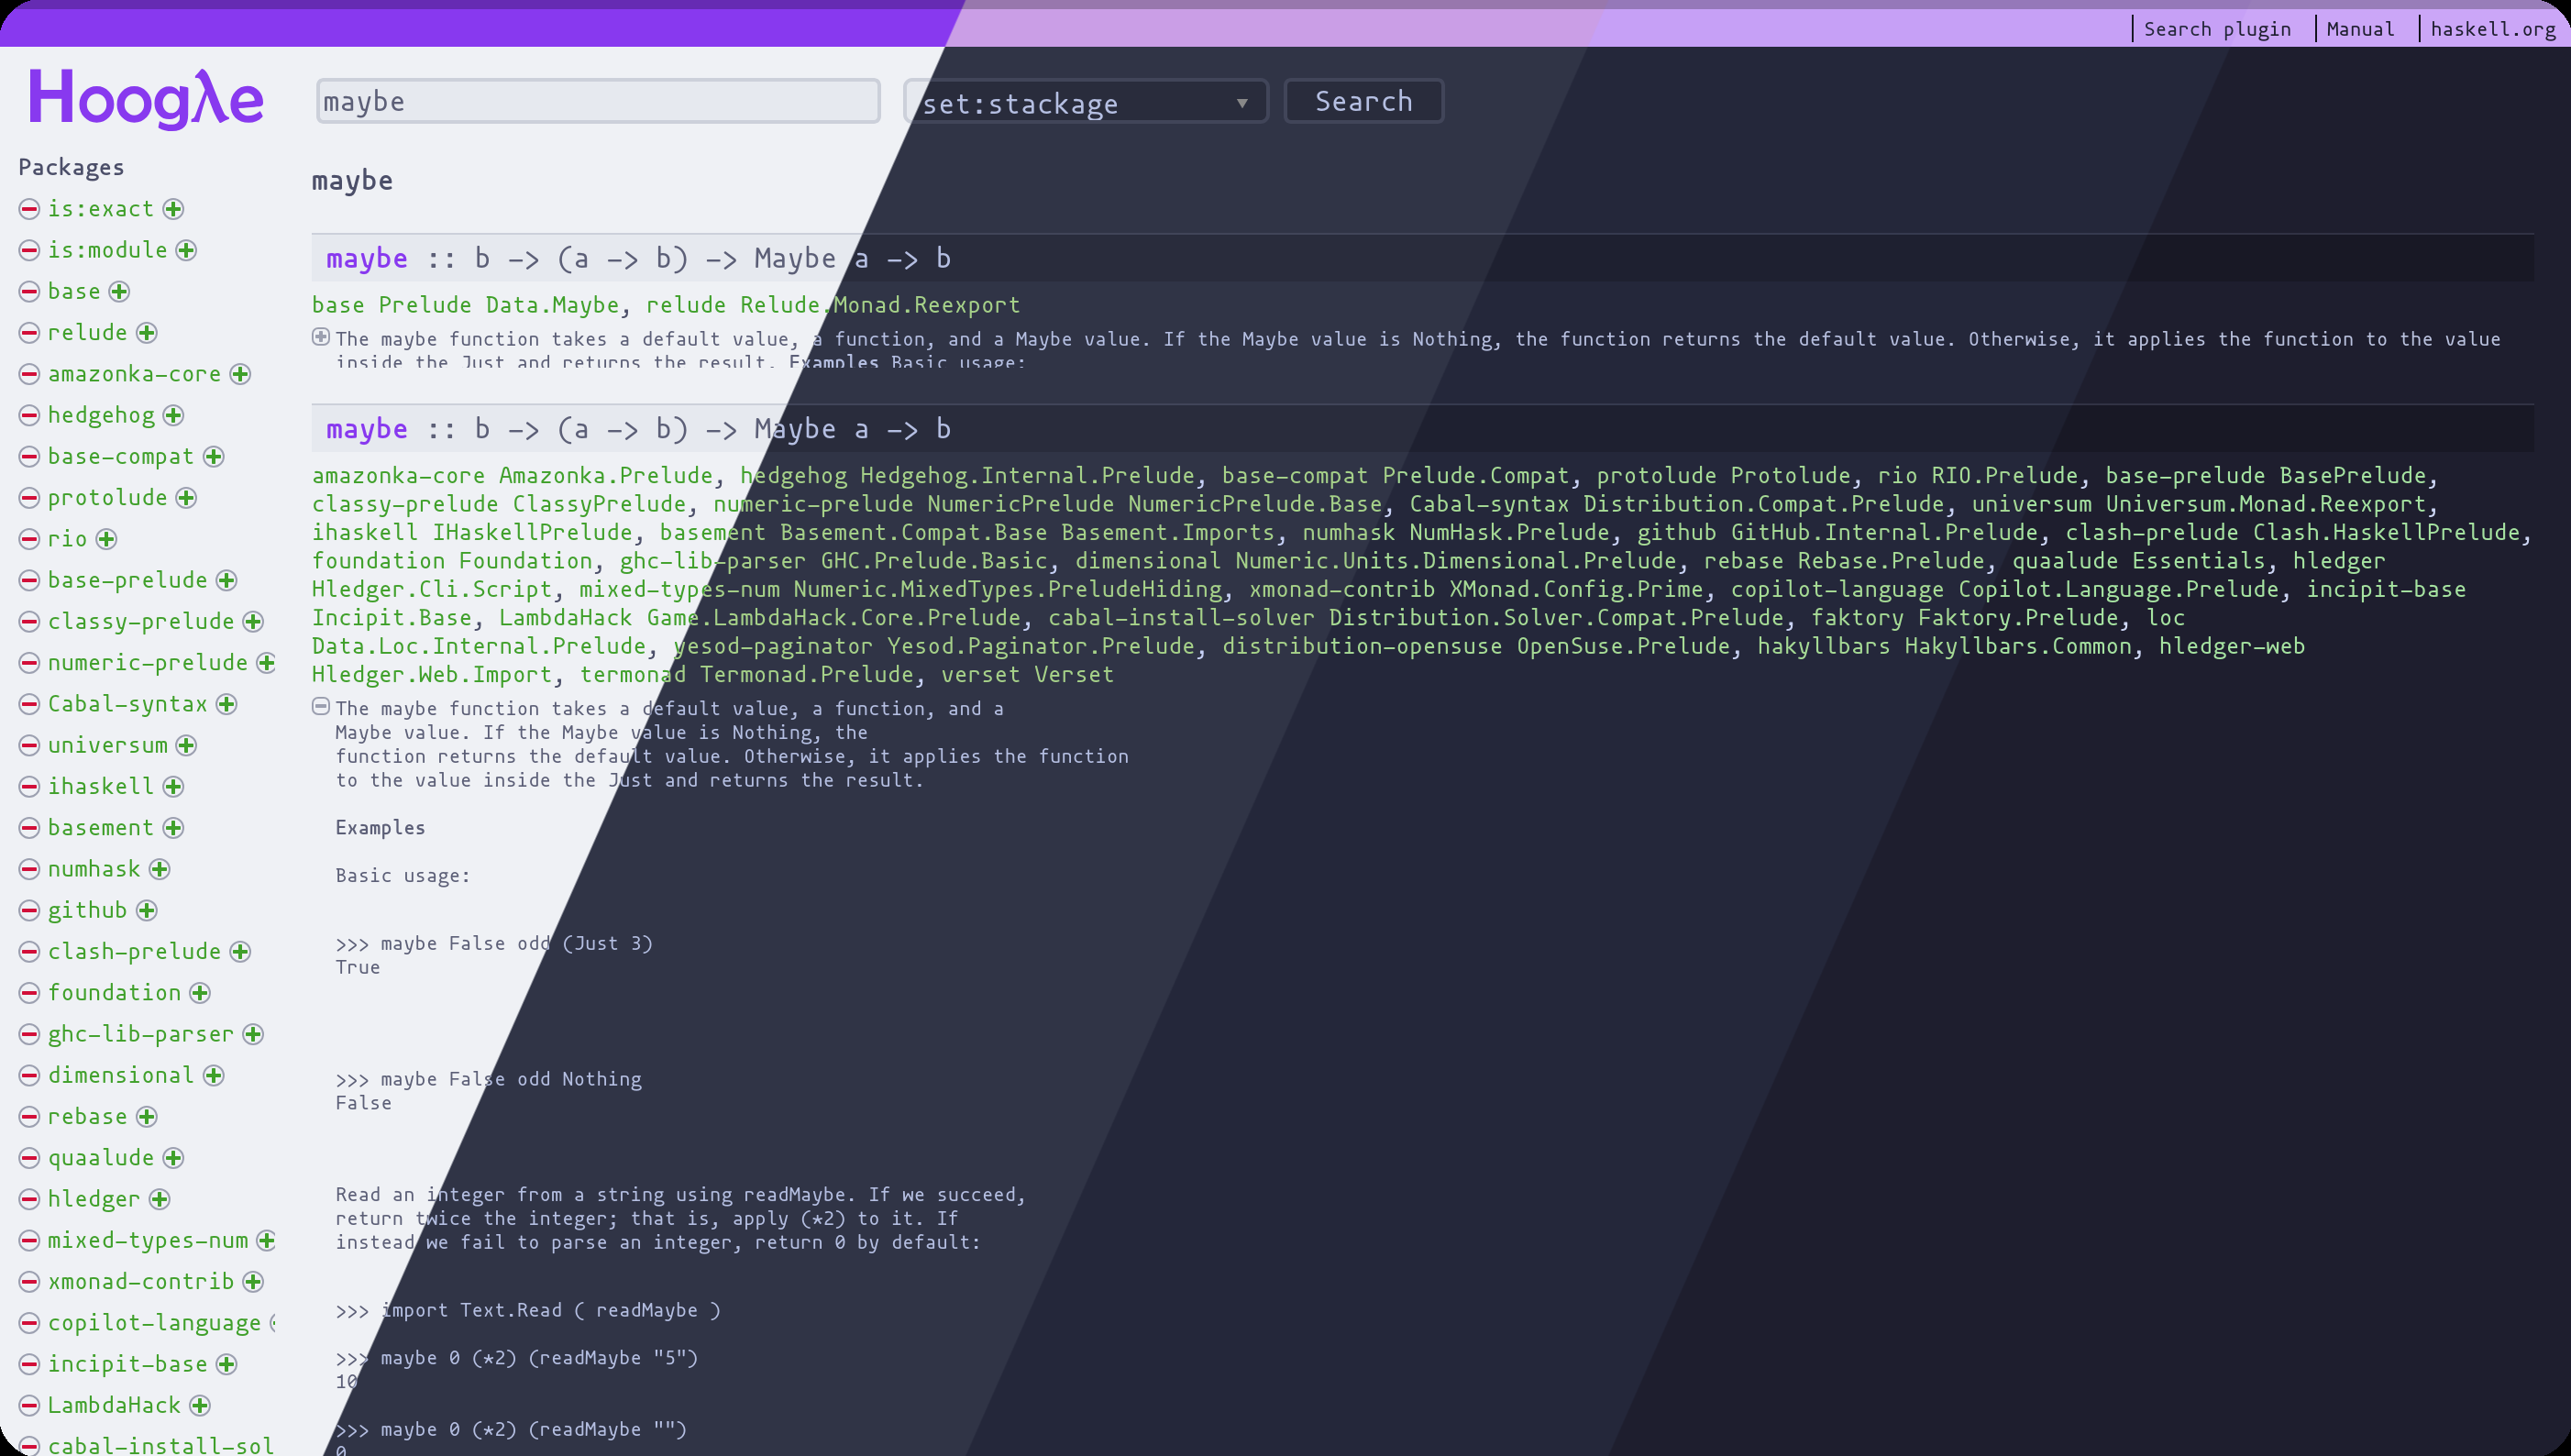 Search plugin
Manual
haskell.org
Hoogλe
maybe
set:stackage
Search
Packages
is:exact
is:module
base
relude
amazonka-core
hedgehog
base-compat
protolude
rio
base-prelude
classy-prelude
numeric-prelude
Cabal-syntax
universum
ihaskell
basement
numhask
github
clash-prelude
foundation
ghc-lib-parser
dimensional
rebase
quaalude
hledger
mixed-types-num
xmonad-contrib
copilot-language
incipit-base
LambdaHack
cabal-install-sol
maybe
maybe :: b -> (a -> b) -> Maybe a -> b
base Prelude Data.Maybe, relude Relude.Monad.Reexport
The maybe function takes a default value, a function, and a Maybe value. If the Maybe value is Nothing, the function returns the default value. Otherwise, it applies the function to the value
inside the Just and returns the result. Examples Basic usage:
maybe :: b -> (a -> b) -> Maybe a -> b
amazonka-core Amazonka.Prelude, hedgehog Hedgehog.Internal.Prelude, base-compat Prelude.Compat, protolude Protolude, rio RIO.Prelude, base-prelude BasePrelude,
classy-prelude ClassyPrelude, numeric-prelude NumericPrelude NumericPrelude.Base, Cabal-syntax Distribution.Compat.Prelude, universum Universum.Monad.Reexport,
ihaskell IHaskellPrelude, basement Basement.Compat.Base Basement.Imports, numhask NumHask.Prelude, github GitHub.Internal.Prelude, clash-prelude Clash.HaskellPrelude,
foundation Foundation, ghc-lib-parser GHC.Prelude.Basic, dimensional Numeric.Units.Dimensional.Prelude, rebase Rebase.Prelude, quaalude Essentials, hledger
Hledger.Cli.Script, mixed-types-num Numeric.MixedTypes.PreludeHiding, xmonad-contrib XMonad.Config.Prime, copilot-language Copilot.Language.Prelude, incipit-base
Incipit.Base, LambdaHack Game.LambdaHack.Core.Prelude, cabal-install-solver Distribution.Solver.Compat.Prelude, faktory Faktory.Prelude, loc
Data.Loc.Internal.Prelude, yesod-paginator Yesod.Paginator.Prelude, distribution-opensuse OpenSuse.Prelude, hakyllbars Hakyllbars.Common, hledger-web
Hledger.Web.Import, termonad Termonad.Prelude, verset Verset
The maybe function takes a default value, a function, and a
Maybe value. If the Maybe value is Nothing, the
function returns the default value. Otherwise, it applies the function
to the value inside the Just and returns the result.
Examples
Basic usage:
>>> maybe False odd (Just 3)
True
>>> maybe False odd Nothing
False
Read an integer from a string using readMaybe. If we succeed,
return twice the integer; that is, apply (*2) to it. If
instead we fail to parse an integer, return 0 by default:
>>> import Text.Read ( readMaybe )
>>> maybe 0 (*2) (readMaybe "5")
10
>>> maybe 0 (*2) (readMaybe "")
0